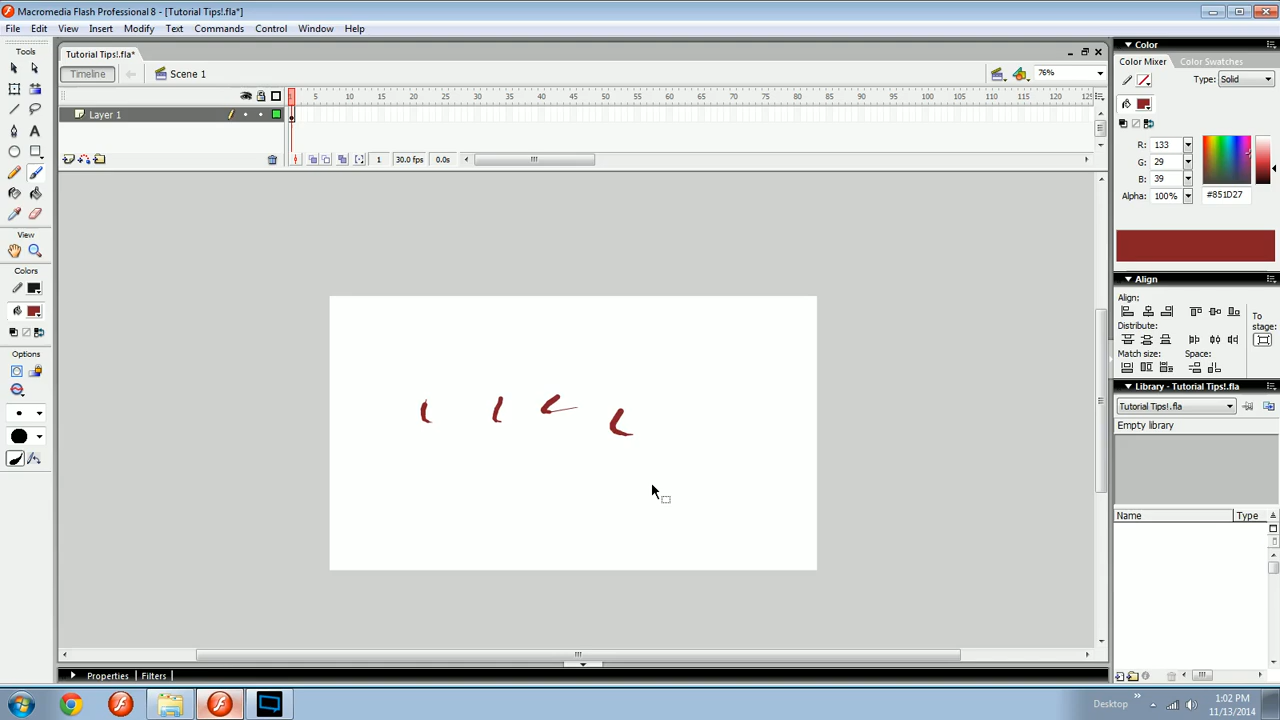 Macromedia Flash Professional 8 - [Tutorial Tips!.fla*]
File Edit View Insert Modify Text Commands Control Window Help
Tools
Tutorial Tips!.fla*
Timeline
Scene 1
76%
5 10 15 20 25 30 35 40 45 50 55 60 65 70 75 80 85 90 95 100 105 110 115 120 125
Layer 1
1 30.0 fps 0.0s
View
Colors
Options
Color
Color Mixer Color Swatches
Type: Solid
R: 133
G: 29
B: 39
Alpha: 100% #851D27
Align
Align:
Distribute:
Match size: Space:
To stage:
Library - Tutorial Tips!.fla
Tutorial Tips!.fla
Empty library
Name Type
Properties Filters
Desktop
1:02 PM
11/13/2014